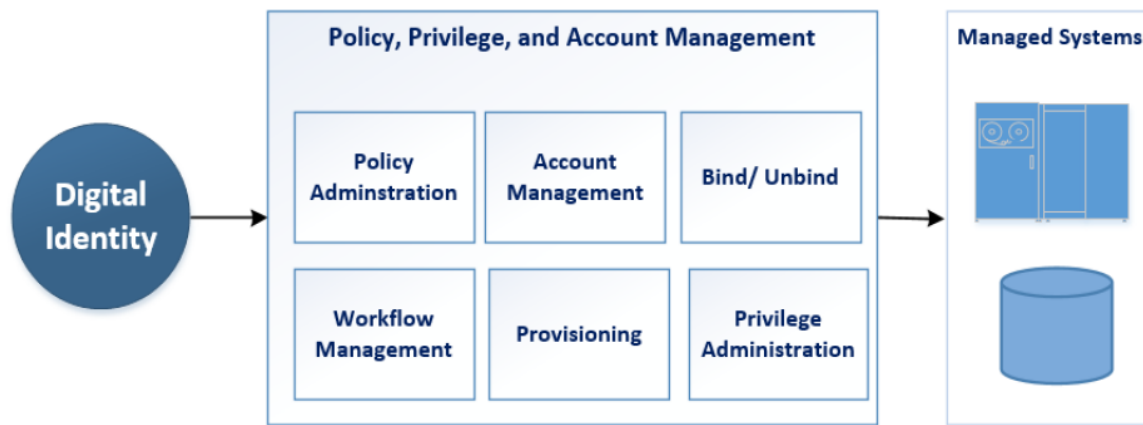 Policy, Privilege, and Account Management
Managed Systems
Digital
Identity
Policy
Adminstration
Account
Management
Bind/ Unbind
Workflow
Management
Provisioning
Privilege
Administration